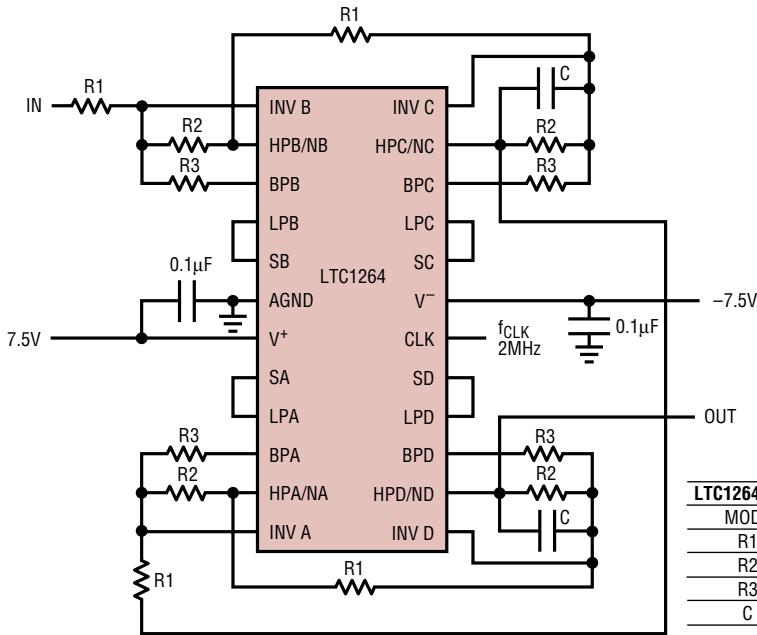 R1
R1
IN
C
INV B
INV C
R2
HPB/NB
HPC/NC
R2
R3
BPB
BPC
R3
LPB
LPC
SB
SC
0.1µF
LTC1264
AGND
V–
–7.5V
7.5V
V+
CLK
fCLK
2MHz
0.1µF
SA
SD
LPA
LPD
OUT
R3
BPA
BPD
R3
R2
HPA/NA
HPD/ND
R2
INV A
INV D
C
R1
R1
LTC1264
MOD
R1
R2
R3
C